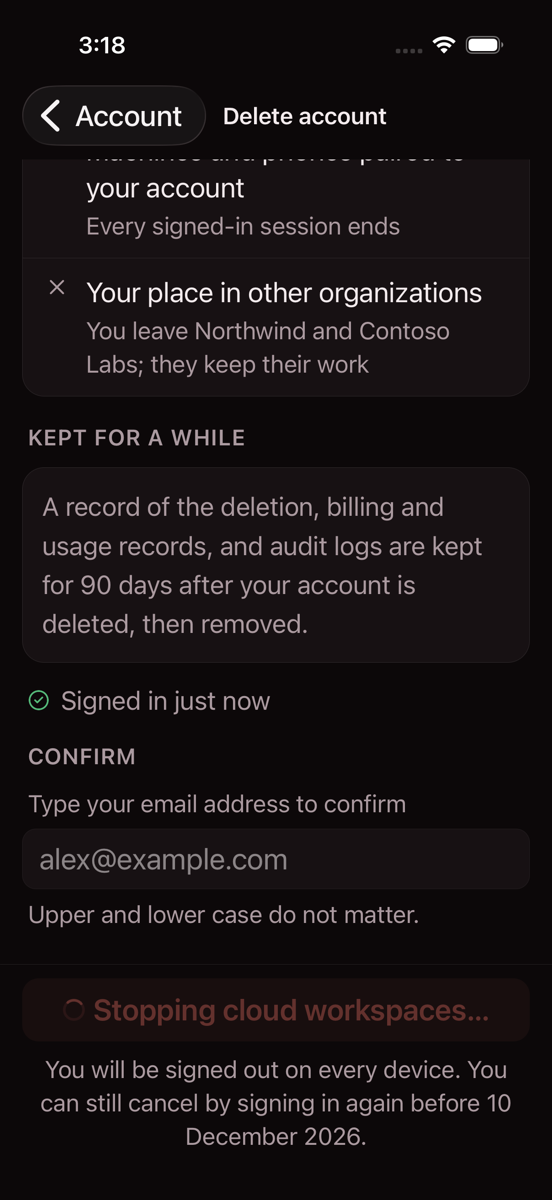 3:18
Account
Delete account
machines and phones paired to
your account
Every signed-in session ends
Your place in other organizations
You leave Northwind and Contoso
Labs; they keep their work
KEPT FOR A WHILE
A record of the deletion, billing and
usage records, and audit logs are kept
for 90 days after your account is
deleted, then removed.
Signed in just now
CONFIRM
Type your email address to confirm
alex@example.com
Upper and lower case do not matter.
Stopping cloud workspaces...
You will be signed out on every device. You
can still cancel by signing in again before 10
December 2026.